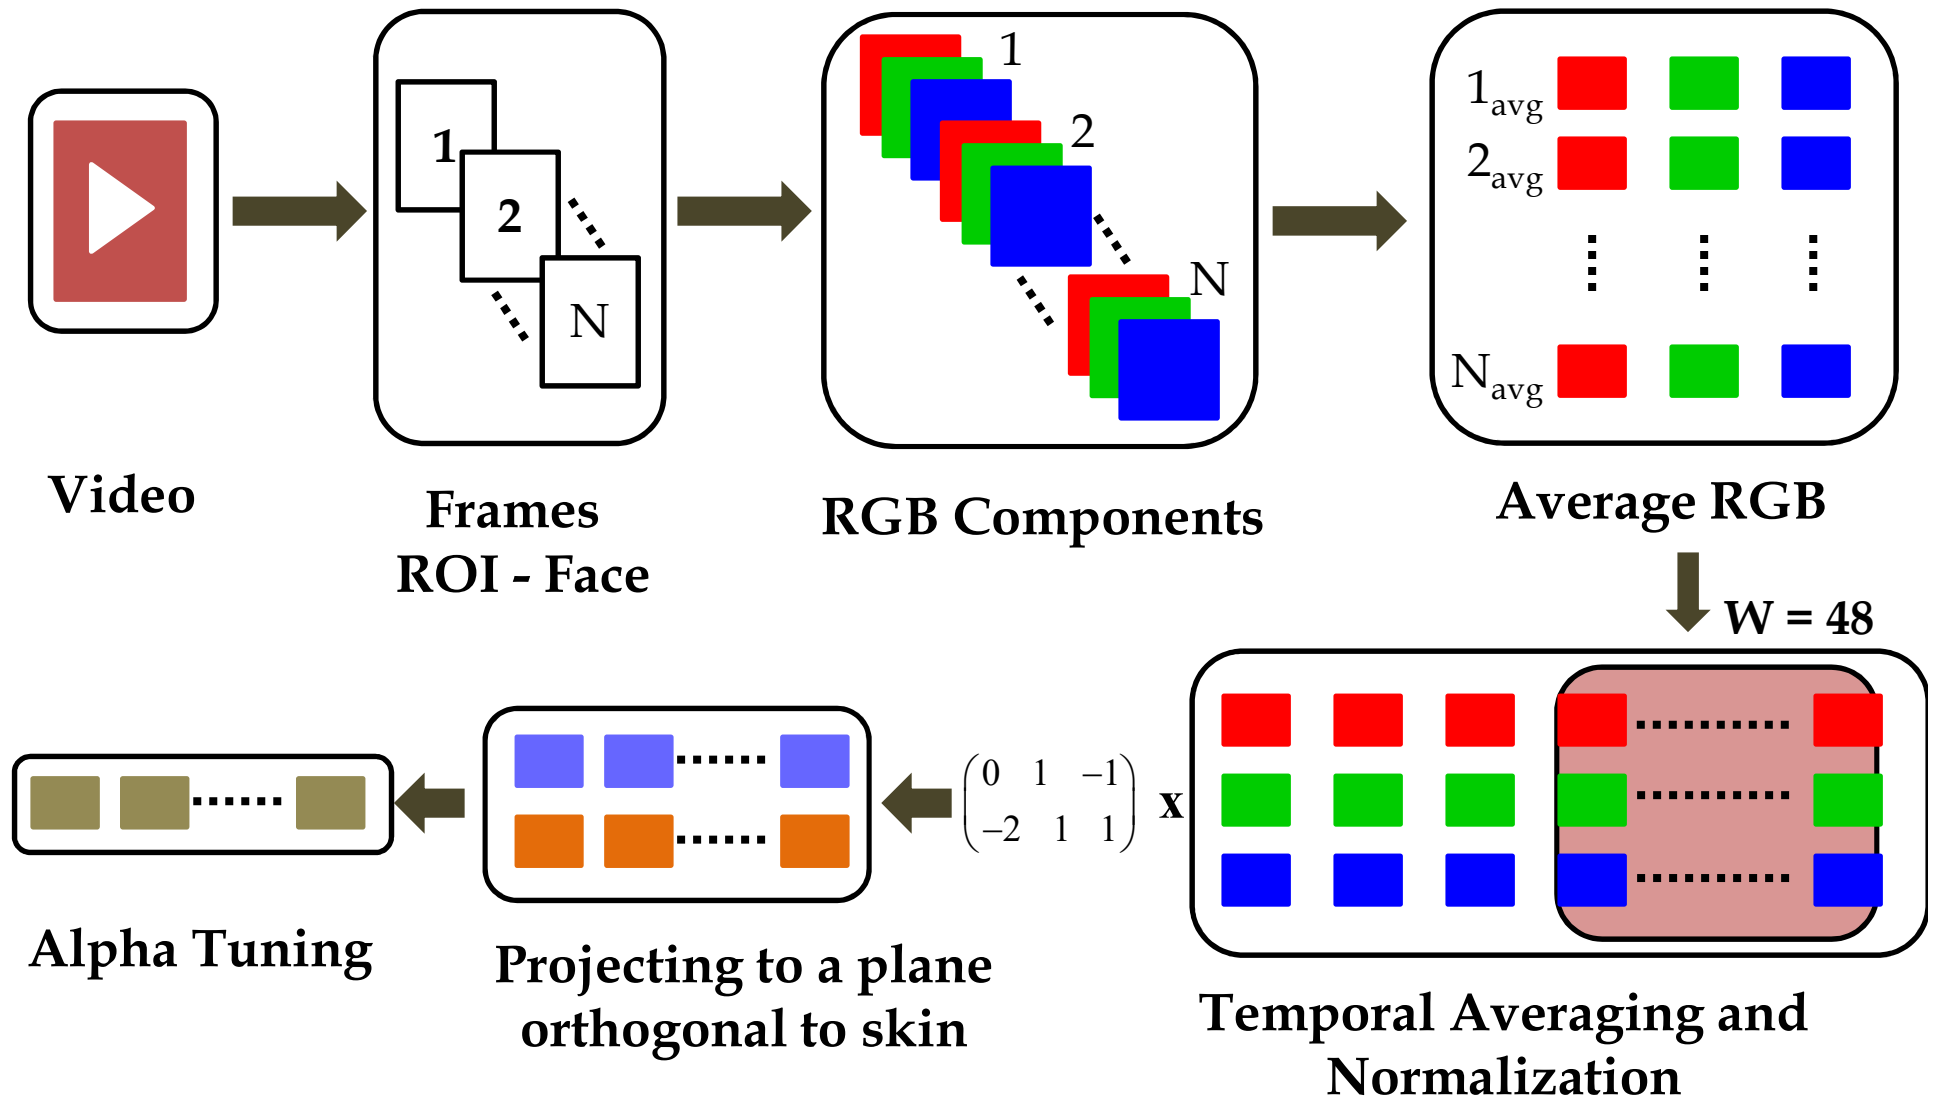 1
2
N
1
2
N
1avg
2avg
Navg
Video
Frames
ROI - Face
RGB Components
Average RGB
W = 48
0 1 −1
−2 1 1
x
Alpha Tuning
Projecting to a plane
orthogonal to skin
Temporal Averaging and
Normalization